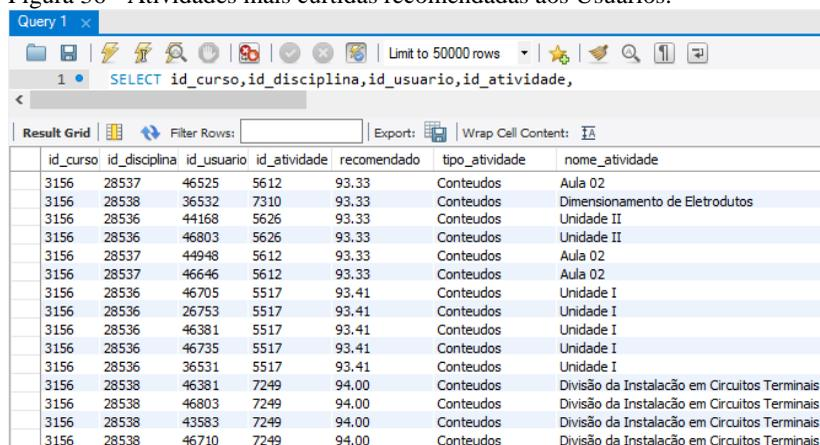 Figura 36 - Atividades mais curtidas recomendadas aos Usuários.
Query 1 ×
Limit to 50000 rows
1 SELECT id_curso,id_disciplina,id_usuario,id_atividade,
Result Grid Filter Rows: Export: Wrap Cell Content:
id_curso id_disciplina id_usuario id_atividade recomendado tipo_atividade nome_atividade
3156 28537 46525 5612 93.33 Conteudos Aula 02
3156 28538 36532 7310 93.33 Conteudos Dimensionamento de Eletrodutos
3156 28536 44168 5626 93.33 Conteudos Unidade II
3156 28536 46803 5626 93.33 Conteudos Unidade II
3156 28537 44948 5612 93.33 Conteudos Aula 02
3156 28537 46646 5612 93.33 Conteudos Aula 02
3156 28536 46705 5517 93.41 Conteudos Unidade I
3156 28536 26753 5517 93.41 Conteudos Unidade I
3156 28536 46381 5517 93.41 Conteudos Unidade I
3156 28536 46735 5517 93.41 Conteudos Unidade I
3156 28536 36531 5517 93.41 Conteudos Unidade I
3156 28538 46381 7249 94.00 Conteudos Divisão da Instalacão em Circuitos Terminais
3156 28538 46803 7249 94.00 Conteudos Divisão da Instalacão em Circuitos Terminais
3156 28538 43583 7249 94.00 Conteudos Divisão da Instalacão em Circuitos Terminais
3156 28538 46710 7249 94.00 Conteudos Divisão da Instalacão em Circuitos Terminais